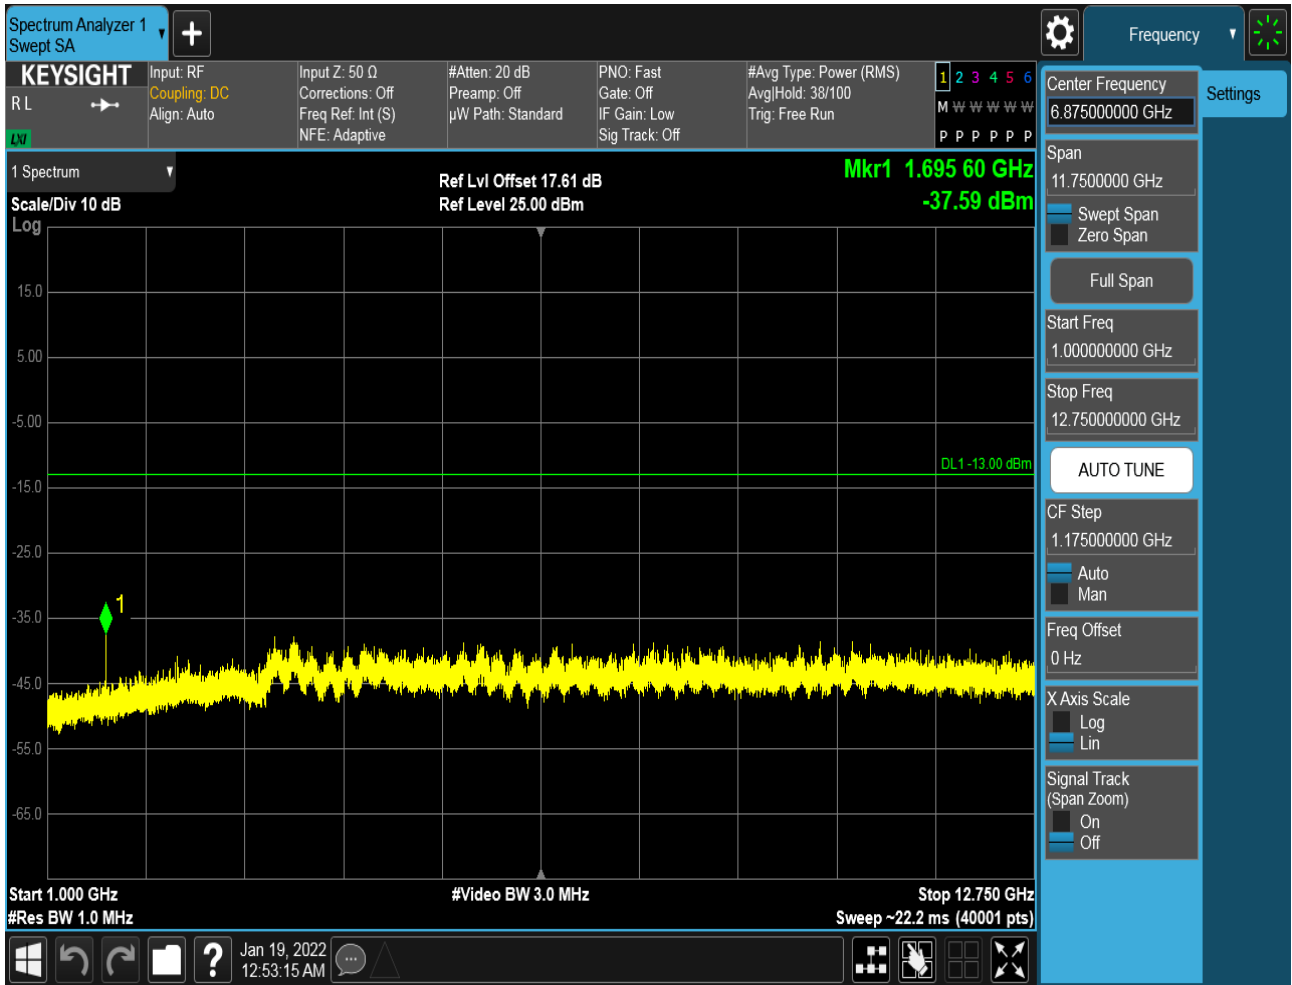 Spectrum Analyzer 1
Swept SA
Frequency
KEYSIGHT
R L
LXI
Input: RF
Coupling: DC
Align: Auto
Input Z: 50 Ω
Corrections: Off
Freq Ref: Int (S)
NFE: Adaptive
#Atten: 20 dB
Preamp: Off
µW Path: Standard
PNO: Fast
Gate: Off
IF Gain: Low
Sig Track: Off
#Avg Type: Power (RMS)
Avg|Hold: 38/100
Trig: Free Run
1 2 3 4 5 6
M W W W W W
P P P P P P
1 Spectrum
Scale/Div 10 dB
Log
Ref Lvl Offset 17.61 dB
Ref Level 25.00 dBm
Mkr1 1.695 60 GHz
-37.59 dBm
15.0
5.00
-5.00
DL1 -13.00 dBm
-15.0
-25.0
1
-35.0
-45.0
-55.0
-65.0
Start 1.000 GHz
#Res BW 1.0 MHz
#Video BW 3.0 MHz
Stop 12.750 GHz
Sweep ~22.2 ms (40001 pts)
Center Frequency
6.875000000 GHz
Settings
Span
11.7500000 GHz
Swept Span
Zero Span
Full Span
Start Freq
1.000000000 GHz
Stop Freq
12.750000000 GHz
AUTO TUNE
CF Step
1.175000000 GHz
Auto
Man
Freq Offset
0 Hz
X Axis Scale
Log
Lin
Signal Track
(Span Zoom)
On
Off
?
Jan 19, 2022
12:53:15 AM